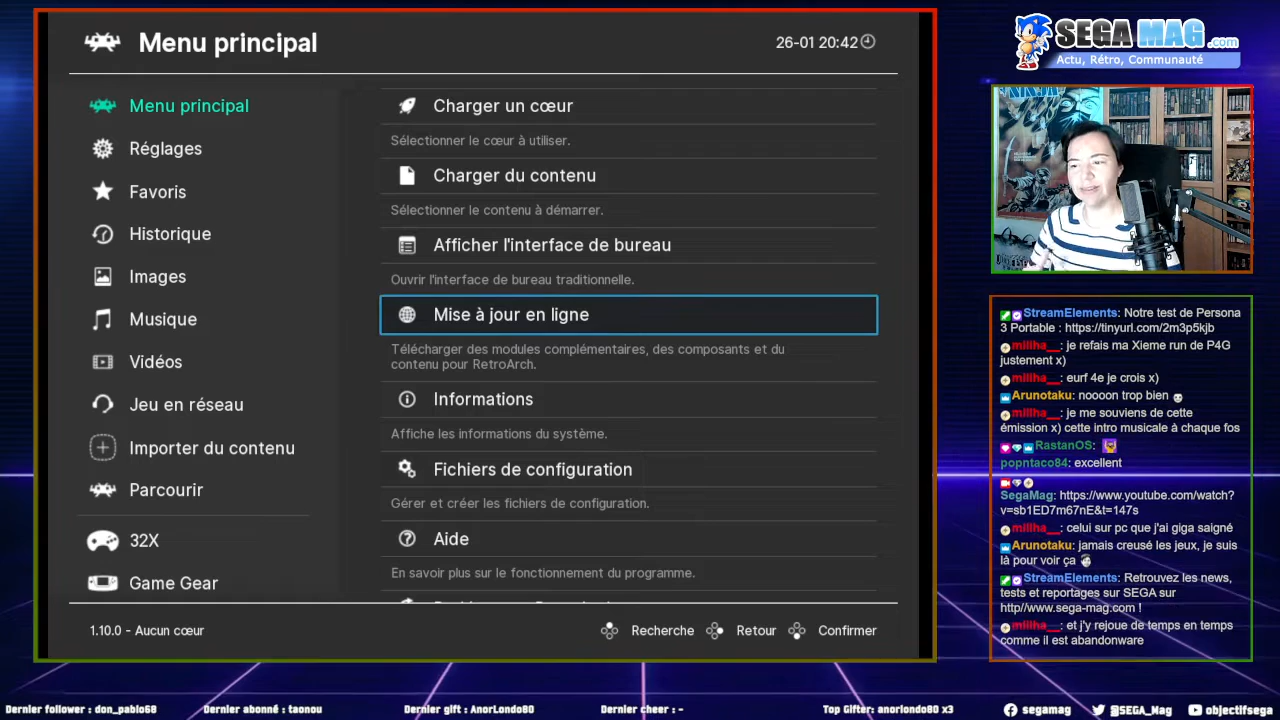 Menu principal
26-01 20:42
Menu principal
Réglages
Favoris
Historique
Images
Musique
Vidéos
Jeu en réseau
Importer du contenu
Parcourir
32X
Game Gear
Charger un cœur
Sélectionner le cœur à utiliser.
Charger du contenu
Sélectionner le contenu à démarrer.
Afficher l'interface de bureau
Ouvrir l'interface de bureau traditionnelle.
Mise à jour en ligne
Télécharger des modules complémentaires, des composants et du
contenu pour RetroArch.
Informations
Affiche les informations du système.
Fichiers de configuration
Gérer et créer les fichiers de configuration.
Aide
En savoir plus sur le fonctionnement du programme.
1.10.0 - Aucun cœur
Recherche
Retour
Confirmer
SEGA MAG.com
Actu, Rétro, Communauté
StreamElements: Notre test de Persona
3 Portable : https://tinyurl.com/2m3p5kjb
miliha__: je refais ma Xieme run de P4G
justement x)
miliha__: eurf 4e je crois x)
Arunotaku: noooon trop bien
miliha__: je me souviens de cette
émission x) cette intro musicale à chaque fos
RastanOS:
popntaco84: excellent
SegaMag: https://www.youtube.com/watch?
v=sb1ED7m67nE&t=147s
miliha__: celui sur pc que j'ai giga saigné
Arunotaku: jamais creusé les jeux, je suis
là pour voir ça
StreamElements: Retrouvez les news,
tests et reportages sur SEGA sur
http//www.sega-mag.com !
miliha__: et j'y rejoue de temps en temps
comme il est abandonware
Dernier follower : don_pablo68
Dernier abonné : taonou
Dernier gift : AnorLondo80
Dernier cheer : -
Top Gifter: anorlondo80 x3
segamag
@SEGA_Mag
objectifsega